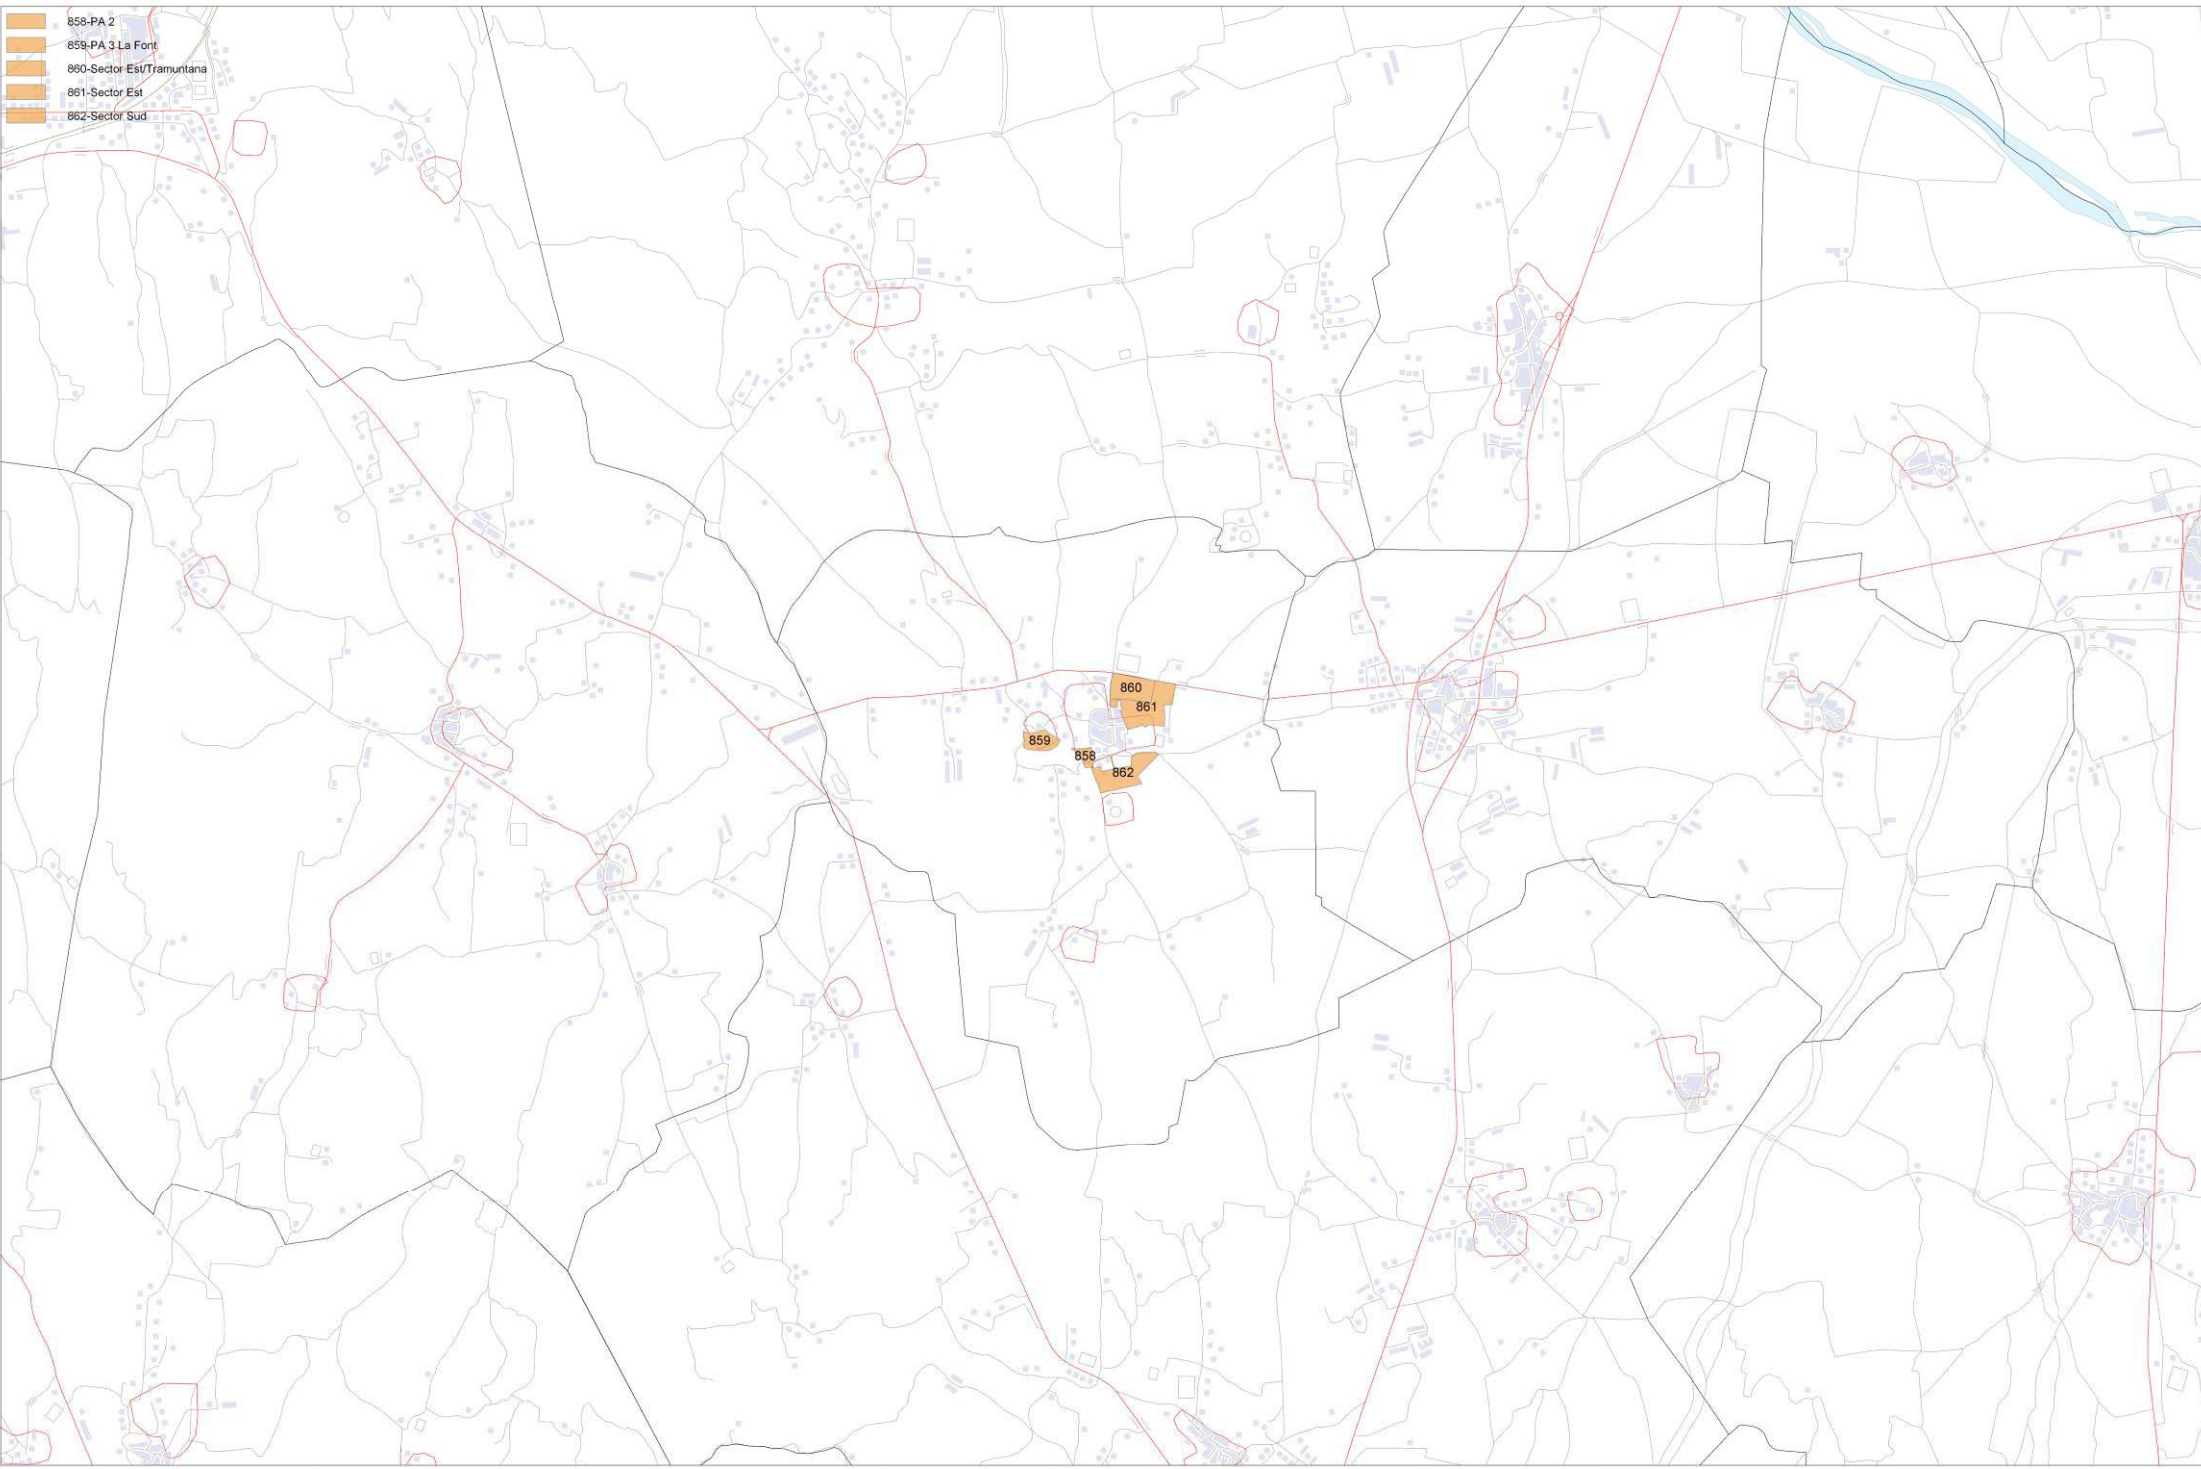 858-PA 2
859-PA 3 La Font
860-Sector Est/Tramuntana
861-Sector Est
862-Sector Sud
860
861
859
858
862